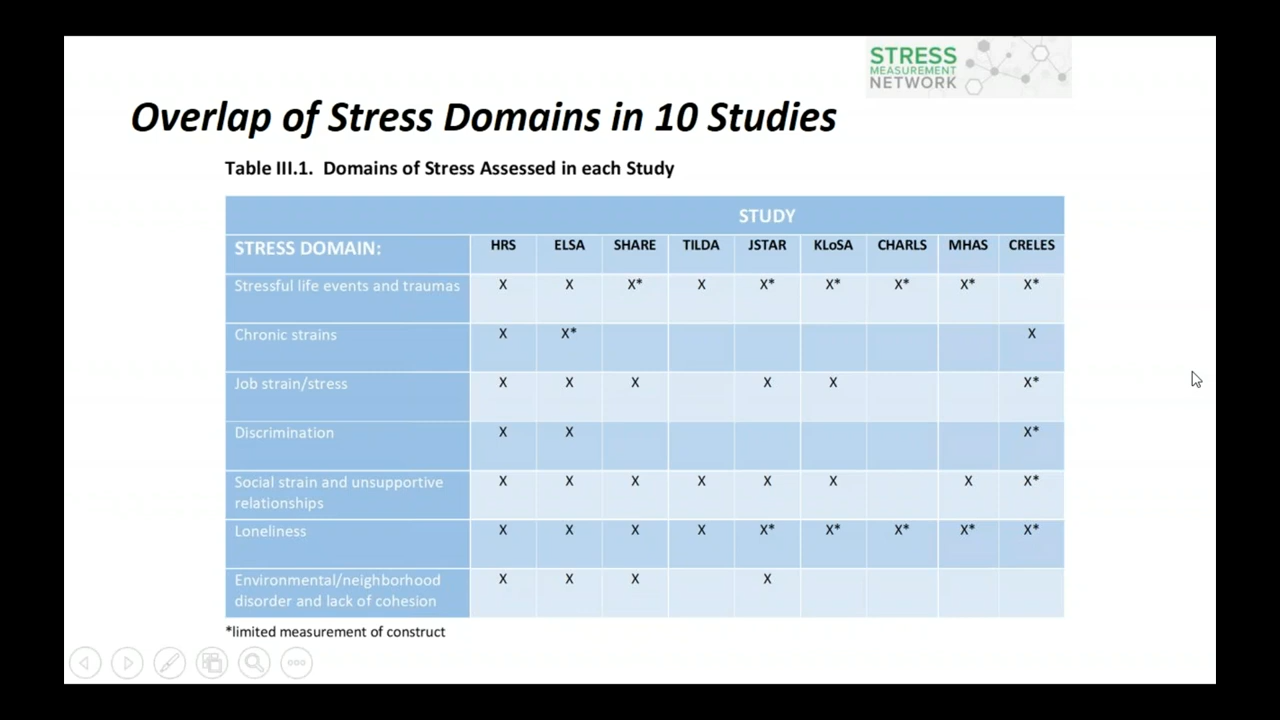 STRESS
MEASUREMENT
NETWORK
Overlap of Stress Domains in 10 Studies
Table III.1. Domains of Stress Assessed in each Study
STUDY
STRESS DOMAIN: HRS ELSA SHARE TILDA JSTAR KLoSA CHARLS MHAS CRELES
Stressful life events and traumas X X X* X X* X* X* X* X*
Chronic strains X X* X
Job strain/stress X X X X X X*
Discrimination X X X*
Social strain and unsupportive X X X X X X X X*
relationships
Loneliness X X X X X* X* X* X* X*
Environmental/neighborhood X X X X
disorder and lack of cohesion
*limited measurement of construct